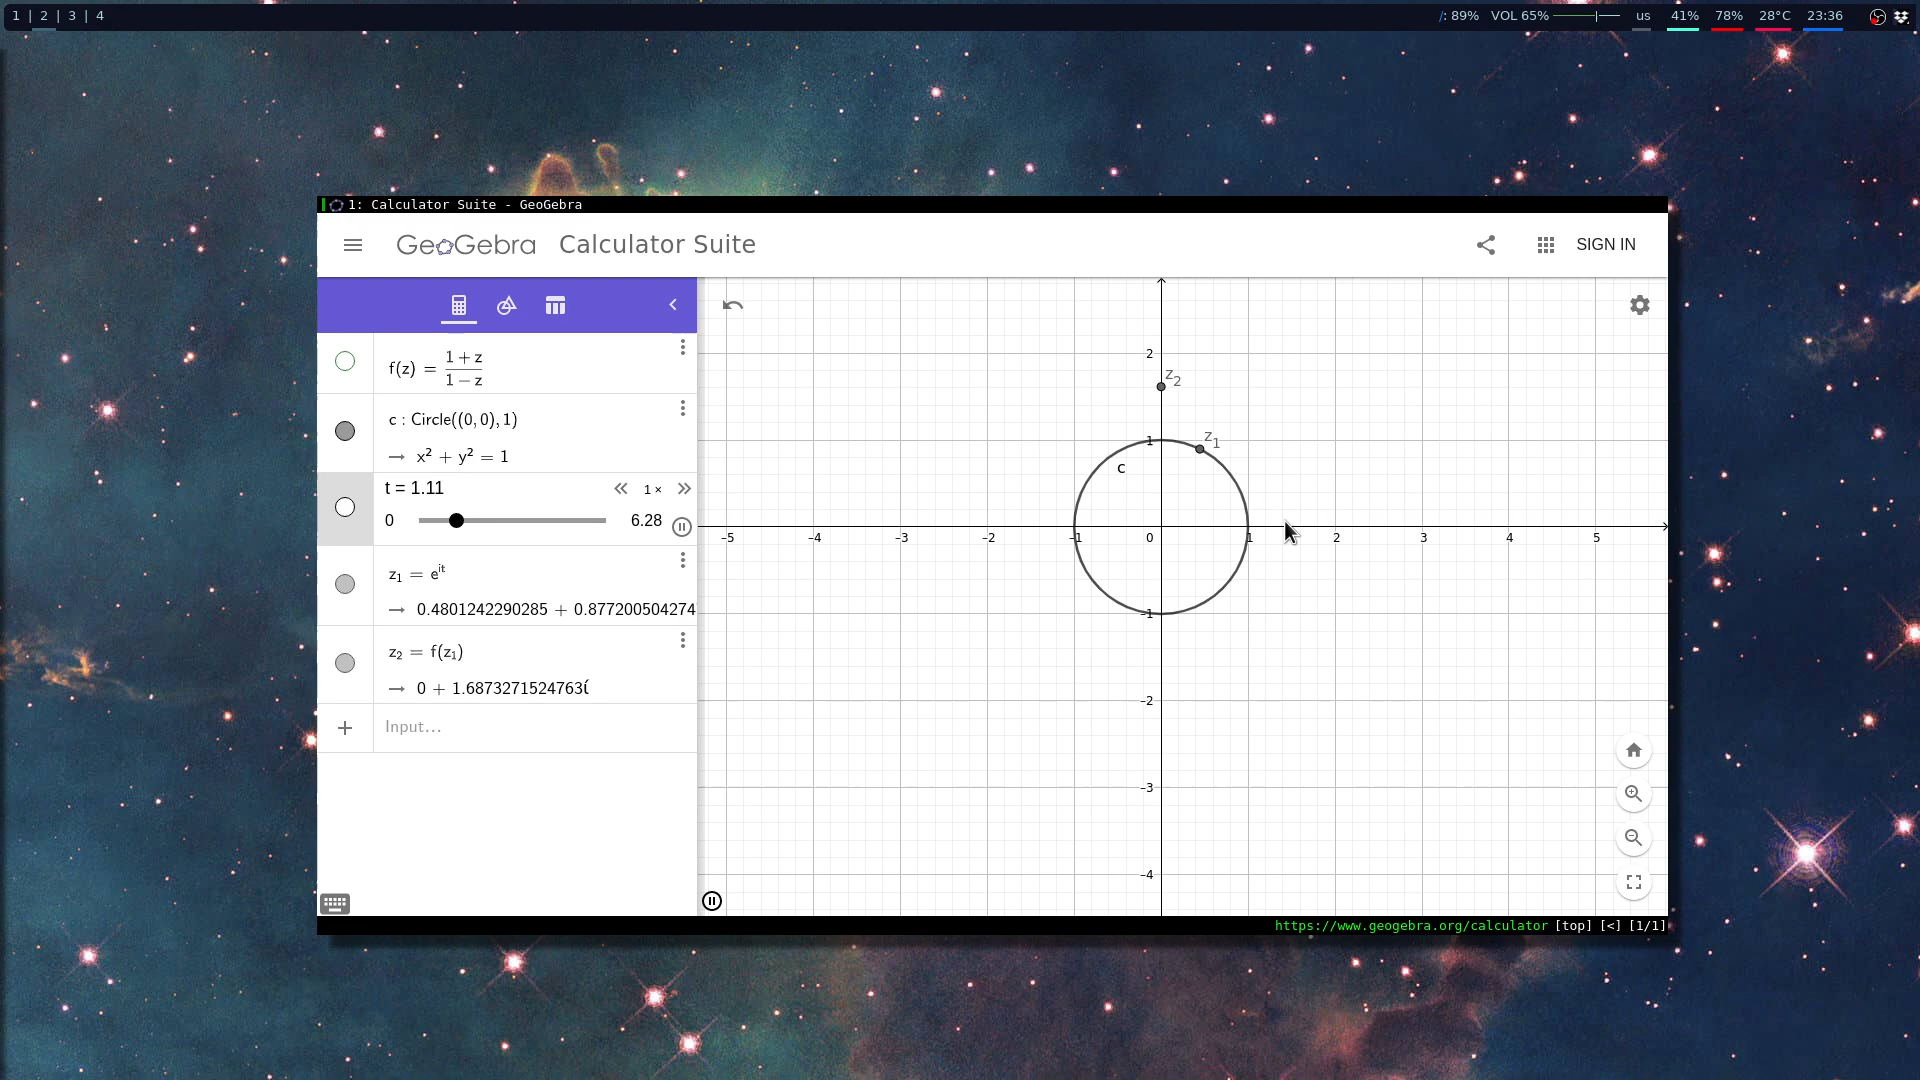 1 | 2 | 3 | 4
/: 89% VOL 65% us 41% 78% 28°C 23:36
1: Calculator Suite - GeoGebra
GeoGebra Calculator Suite SIGN IN
f(z) = (1 + z)/(1 − z)
c : Circle((0, 0), 1)
→ x² + y² = 1
t = 1.11 1 ×
0 6.28
z₁ = eⁱᵗ
→ 0.4801242290285 + 0.877200504274
z₂ = f(z₁)
→ 0 + 1.6873271524763ί
+ Input...
2
z₂
1
z₁
c
–5 –4 –3 –2 –1 0 1 2 3 4 5
–1
–2
–3
–4
https://www.geogebra.org/calculator [top] [<] [1/1]